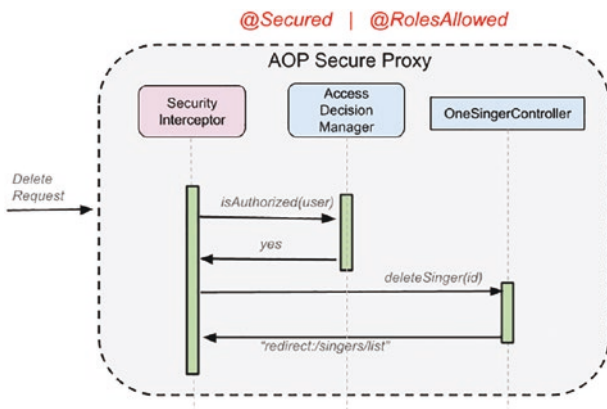 @Secured | @RolesAllowed
AOP Secure Proxy
Security
Interceptor
Access
Decision
Manager
OneSingerController
Delete
Request
isAuthorized(user)
yes
deleteSinger(id)
"redirect:/singers/list"